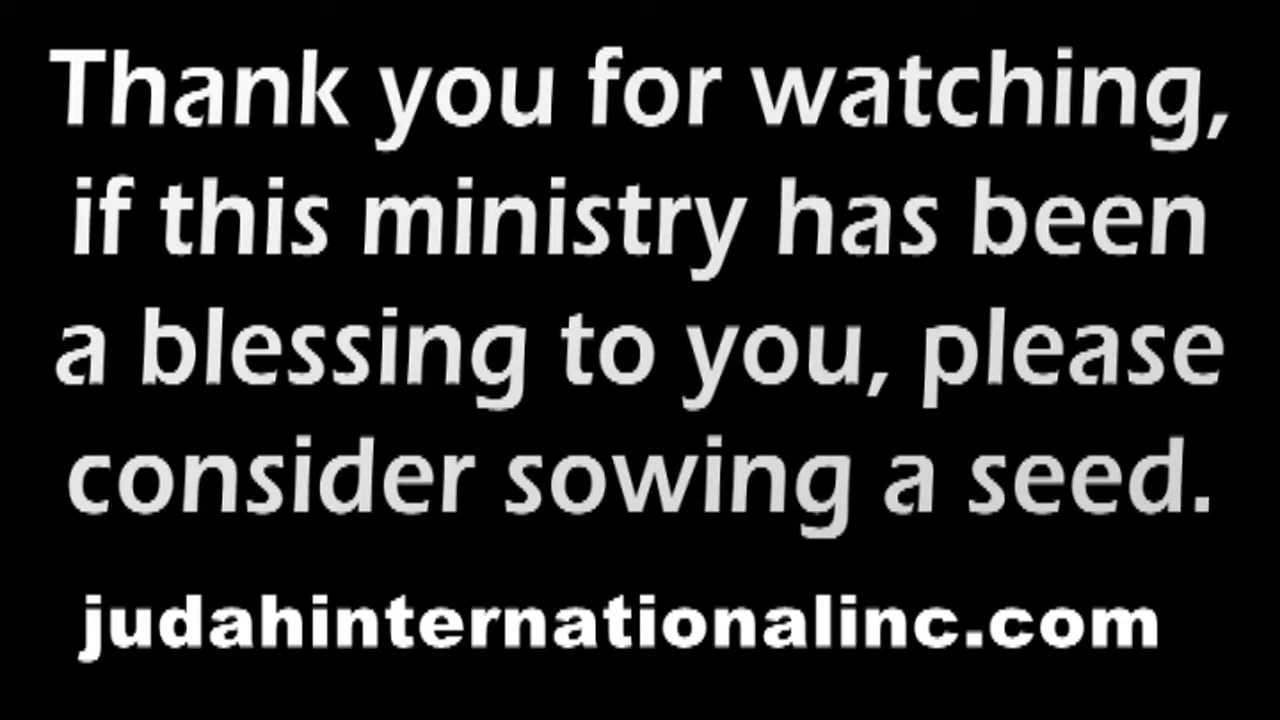 Thank you for watching,
if this ministry has been
a blessing to you, please
consider sowing a seed.
judahinternationalinc.com